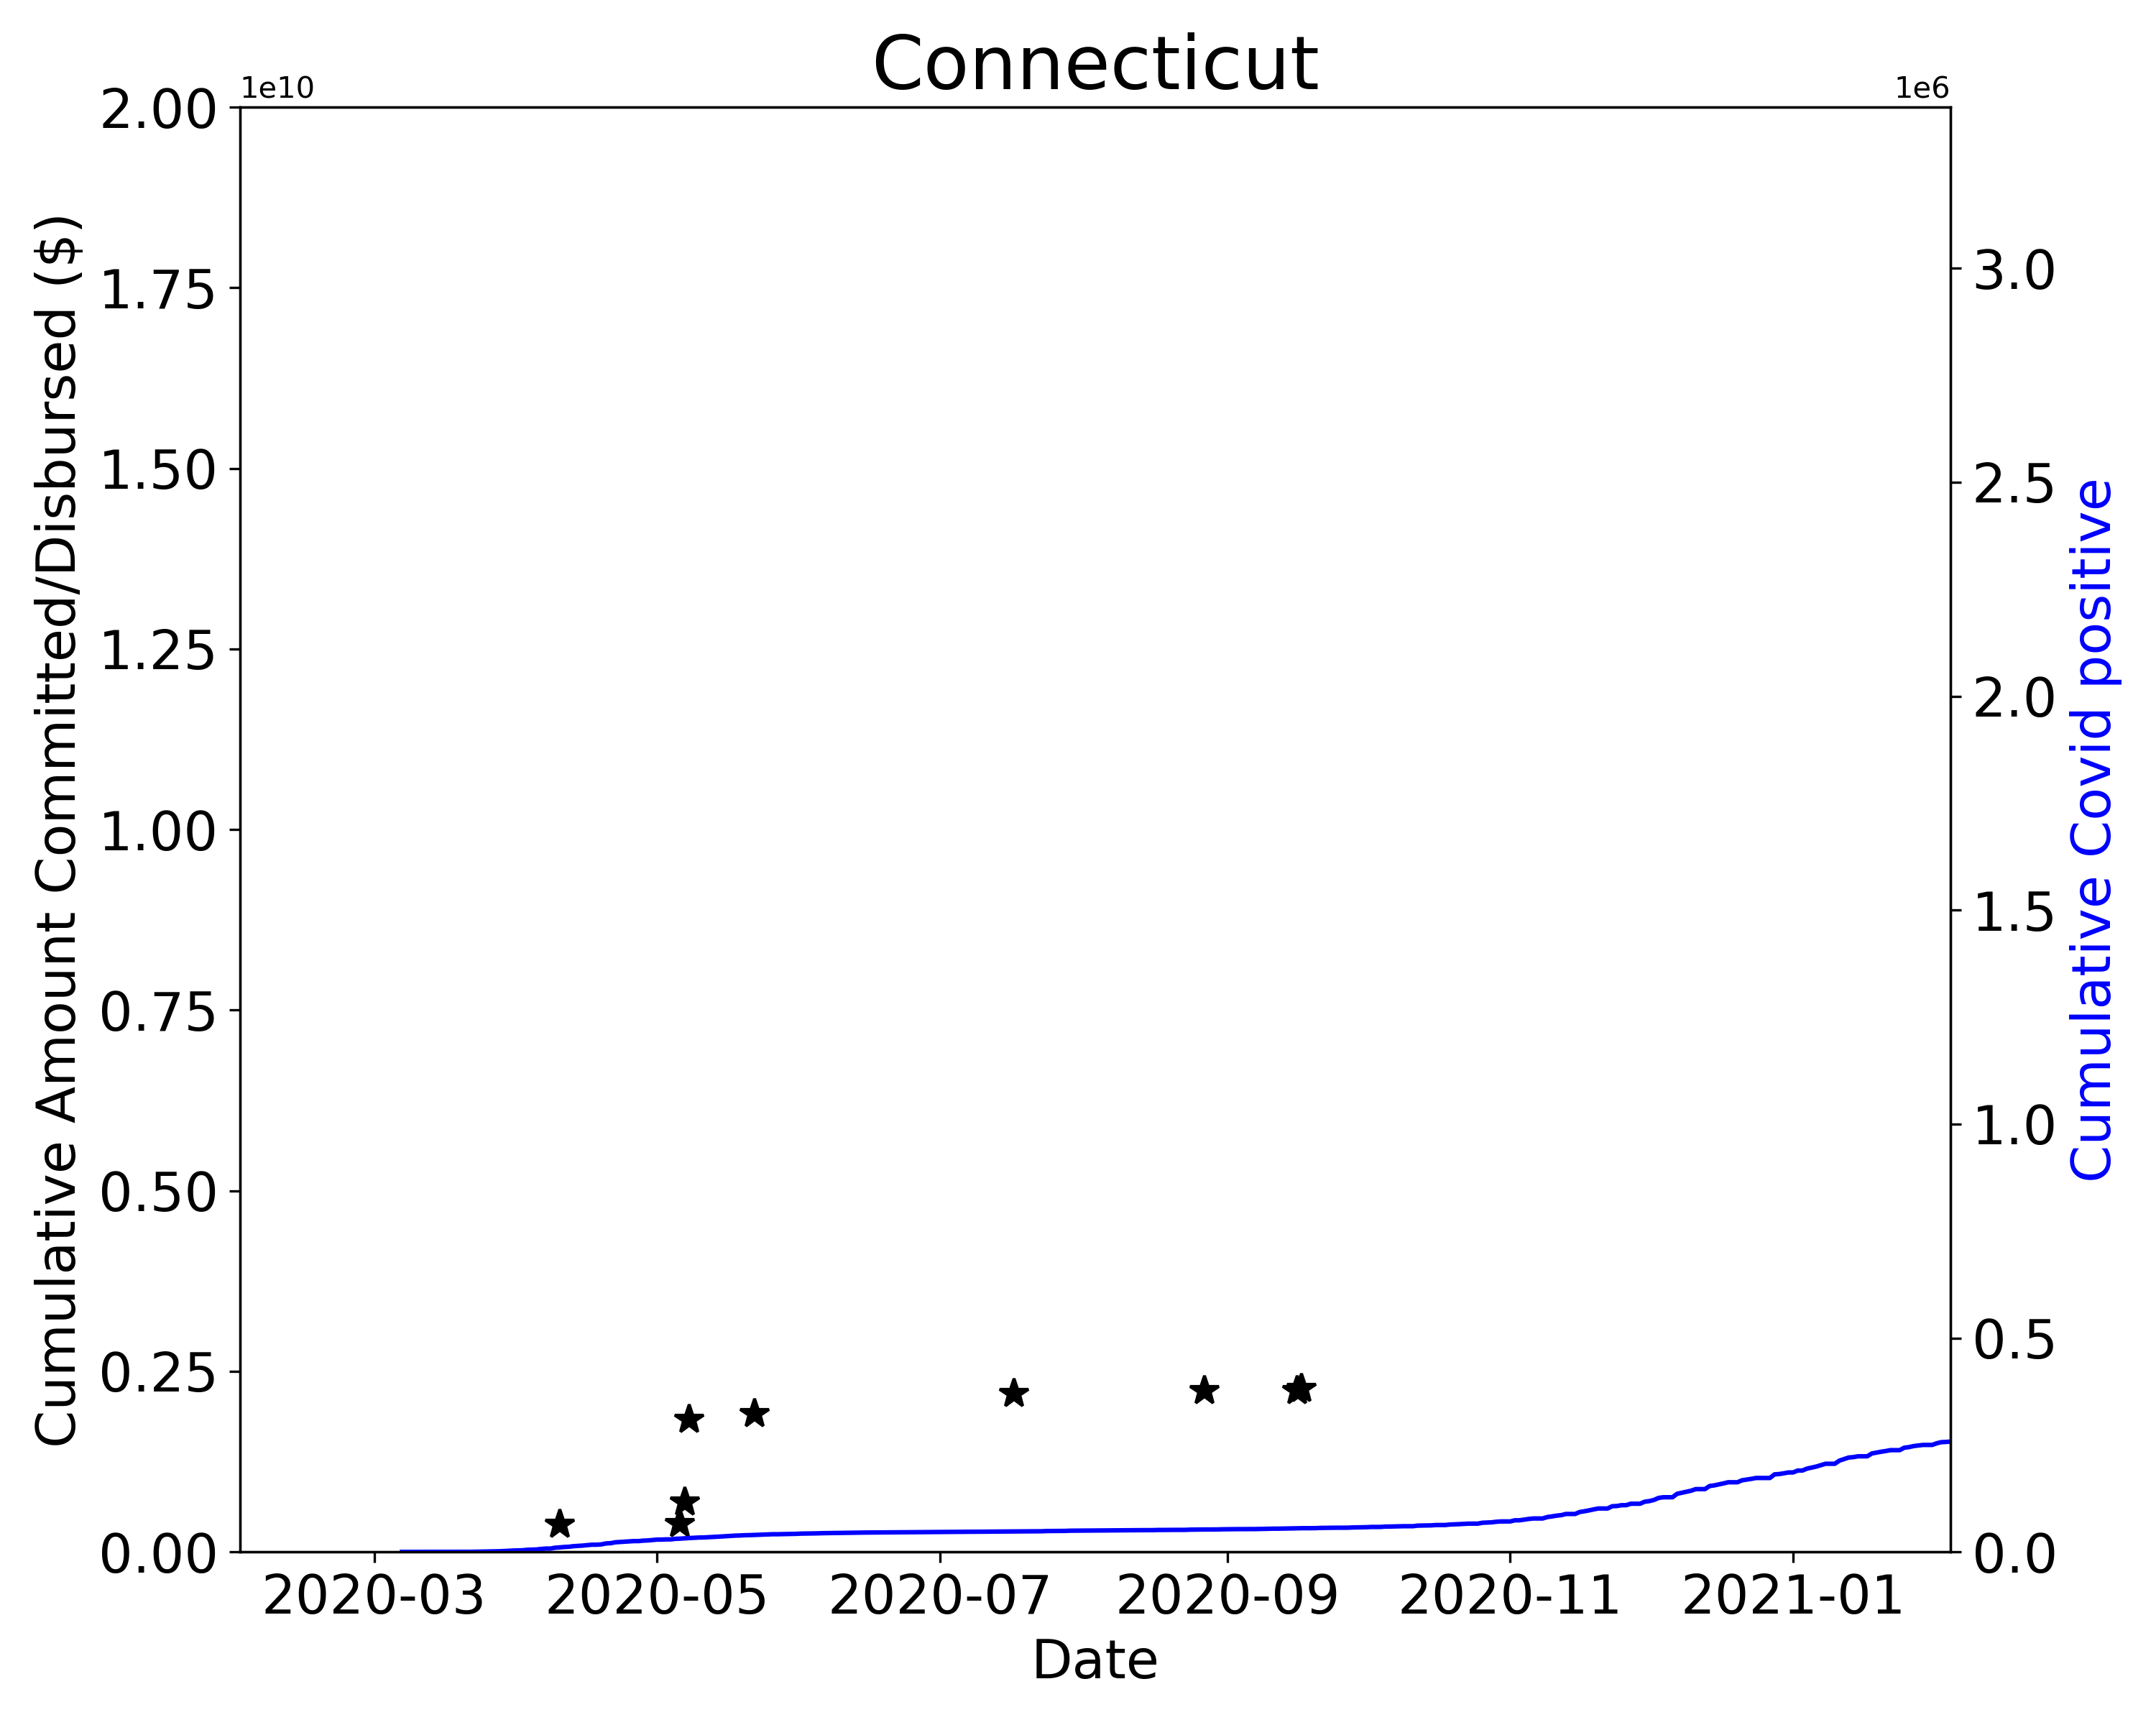 Connecticut
1e10
1e6
2.00
1.75
1.50
1.25
1.00
0.75
0.50
0.25
0.00
Cumulative Amount Committed/Disbursed ($)
3.0
2.5
2.0
1.5
1.0
0.5
0.0
Cumulative Covid positive
2020-03 2020-05 2020-07 2020-09 2020-11 2021-01
Date